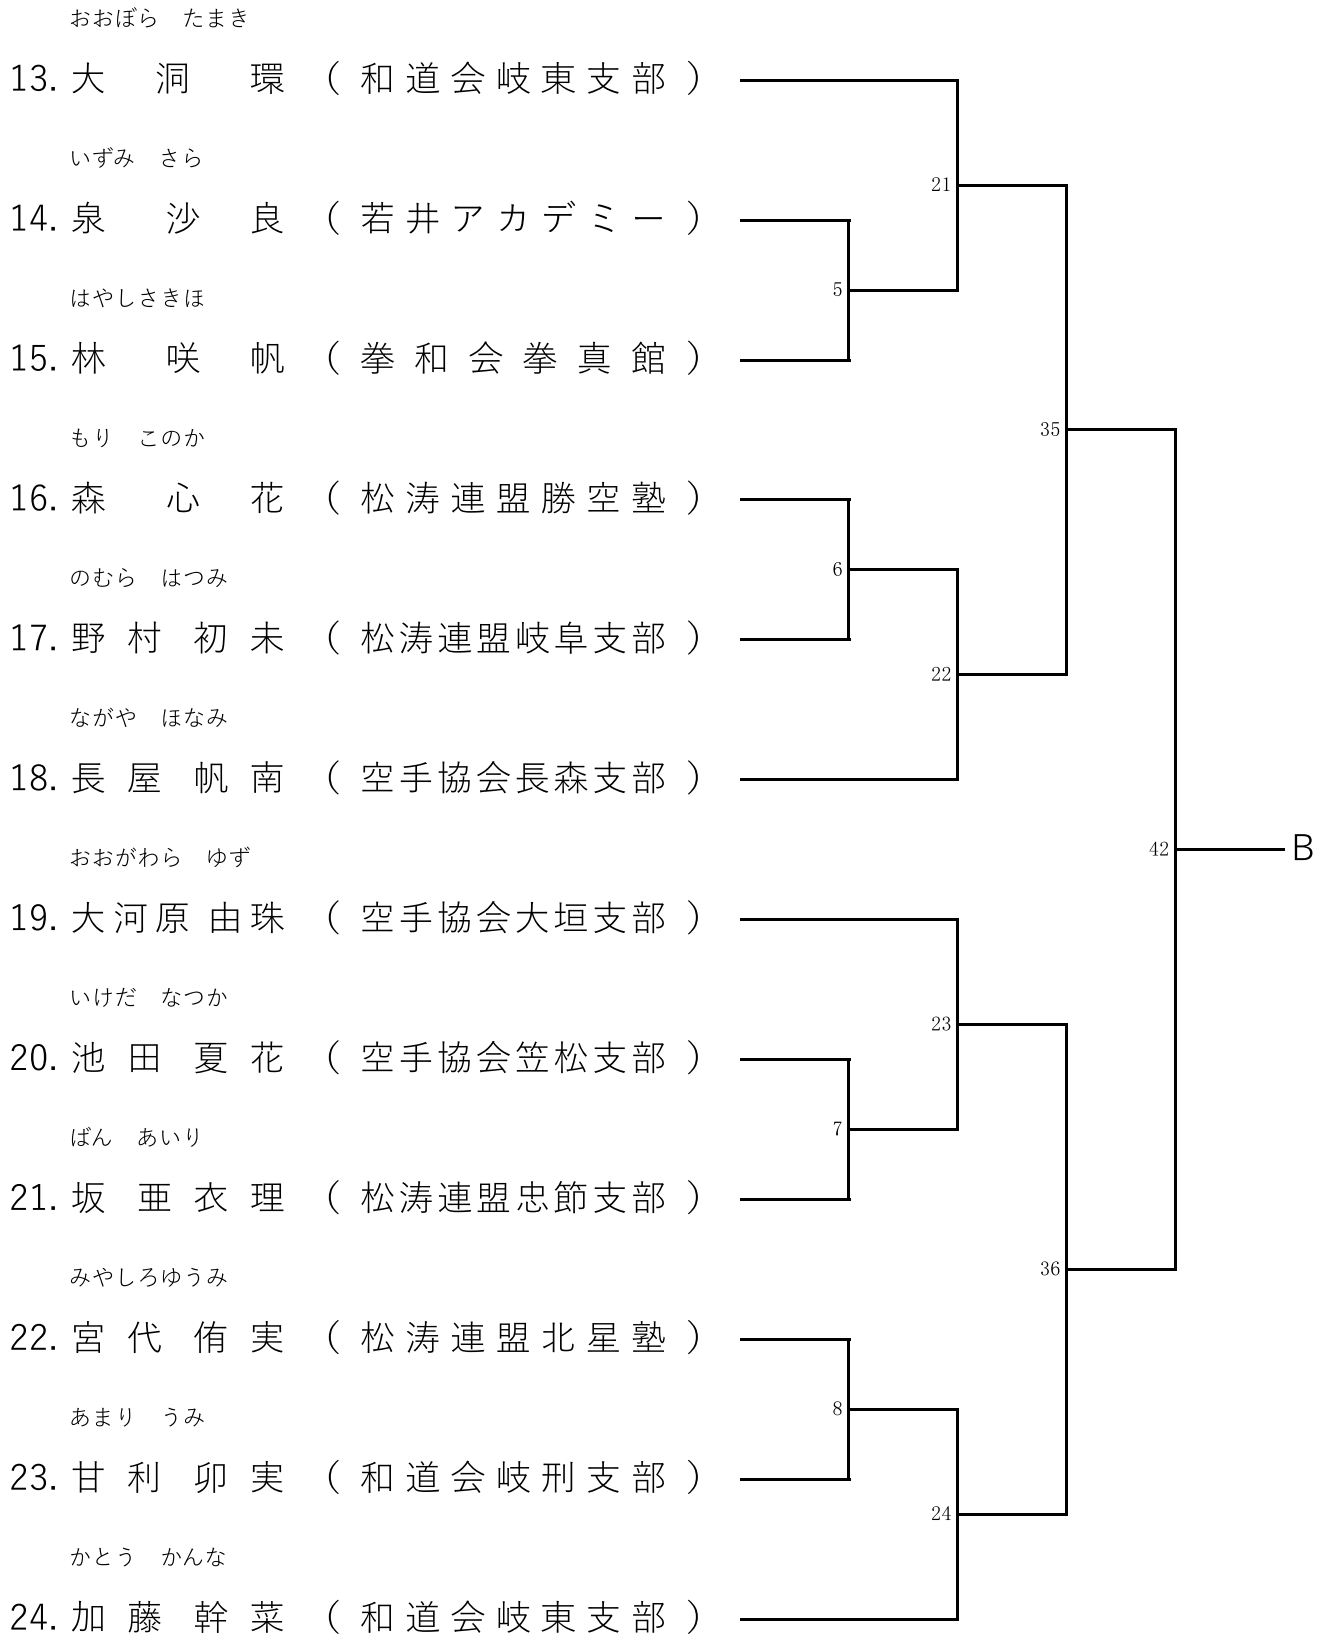 おおぼら　たまき
13. 大　洞　環 （ 和道会岐東支部 ）
21
いずみ　さら
14. 泉　沙　良 （ 若井アカデミー ）
5
はやしさきほ
15. 林　咲　帆 （ 拳和会拳真館 ）
35
もり　このか
16. 森　心　花 （ 松涛連盟勝空塾 ）
6
のむら　はつみ
17. 野村　初未 （ 松涛連盟岐阜支部 ）
22
ながや　ほなみ
18. 長屋　帆南 （ 空手協会長森支部 ）
42 B
おおがわら　ゆず
19. 大河原 由珠 （ 空手協会大垣支部 ）
いけだ　なつか
23
20. 池田　夏花 （ 空手協会笠松支部 ）
7
ばん　あいり
21. 坂　亜衣理 （ 松涛連盟忠節支部 ）
36
みやしろゆうみ
22. 宮代　侑実 （ 松涛連盟北星塾 ）
8
あまり　うみ
23. 甘利　卯実 （ 和道会岐刑支部 ）
24
かとう　かんな
24. 加藤　幹菜 （ 和道会岐東支部 ）